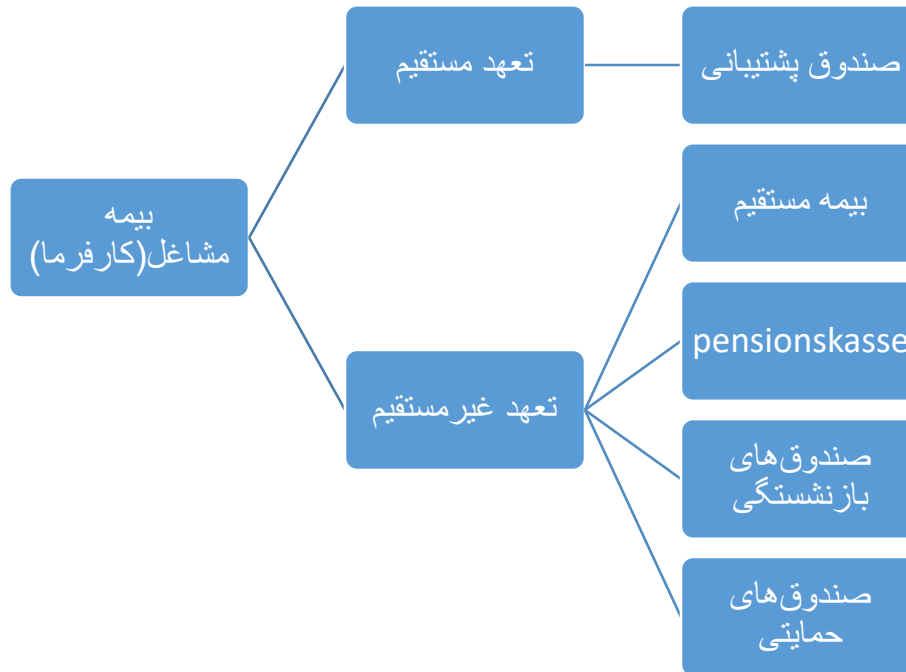 تعهد مستقیم
صندوق پشتیبانی
بیمه مستقیم
بیمه
مشاغل(کارفرما)
pensionskasse
تعهد غیرمستقیم
صندوق‌های
بازنشستگی
صندوق‌های
حمایتی